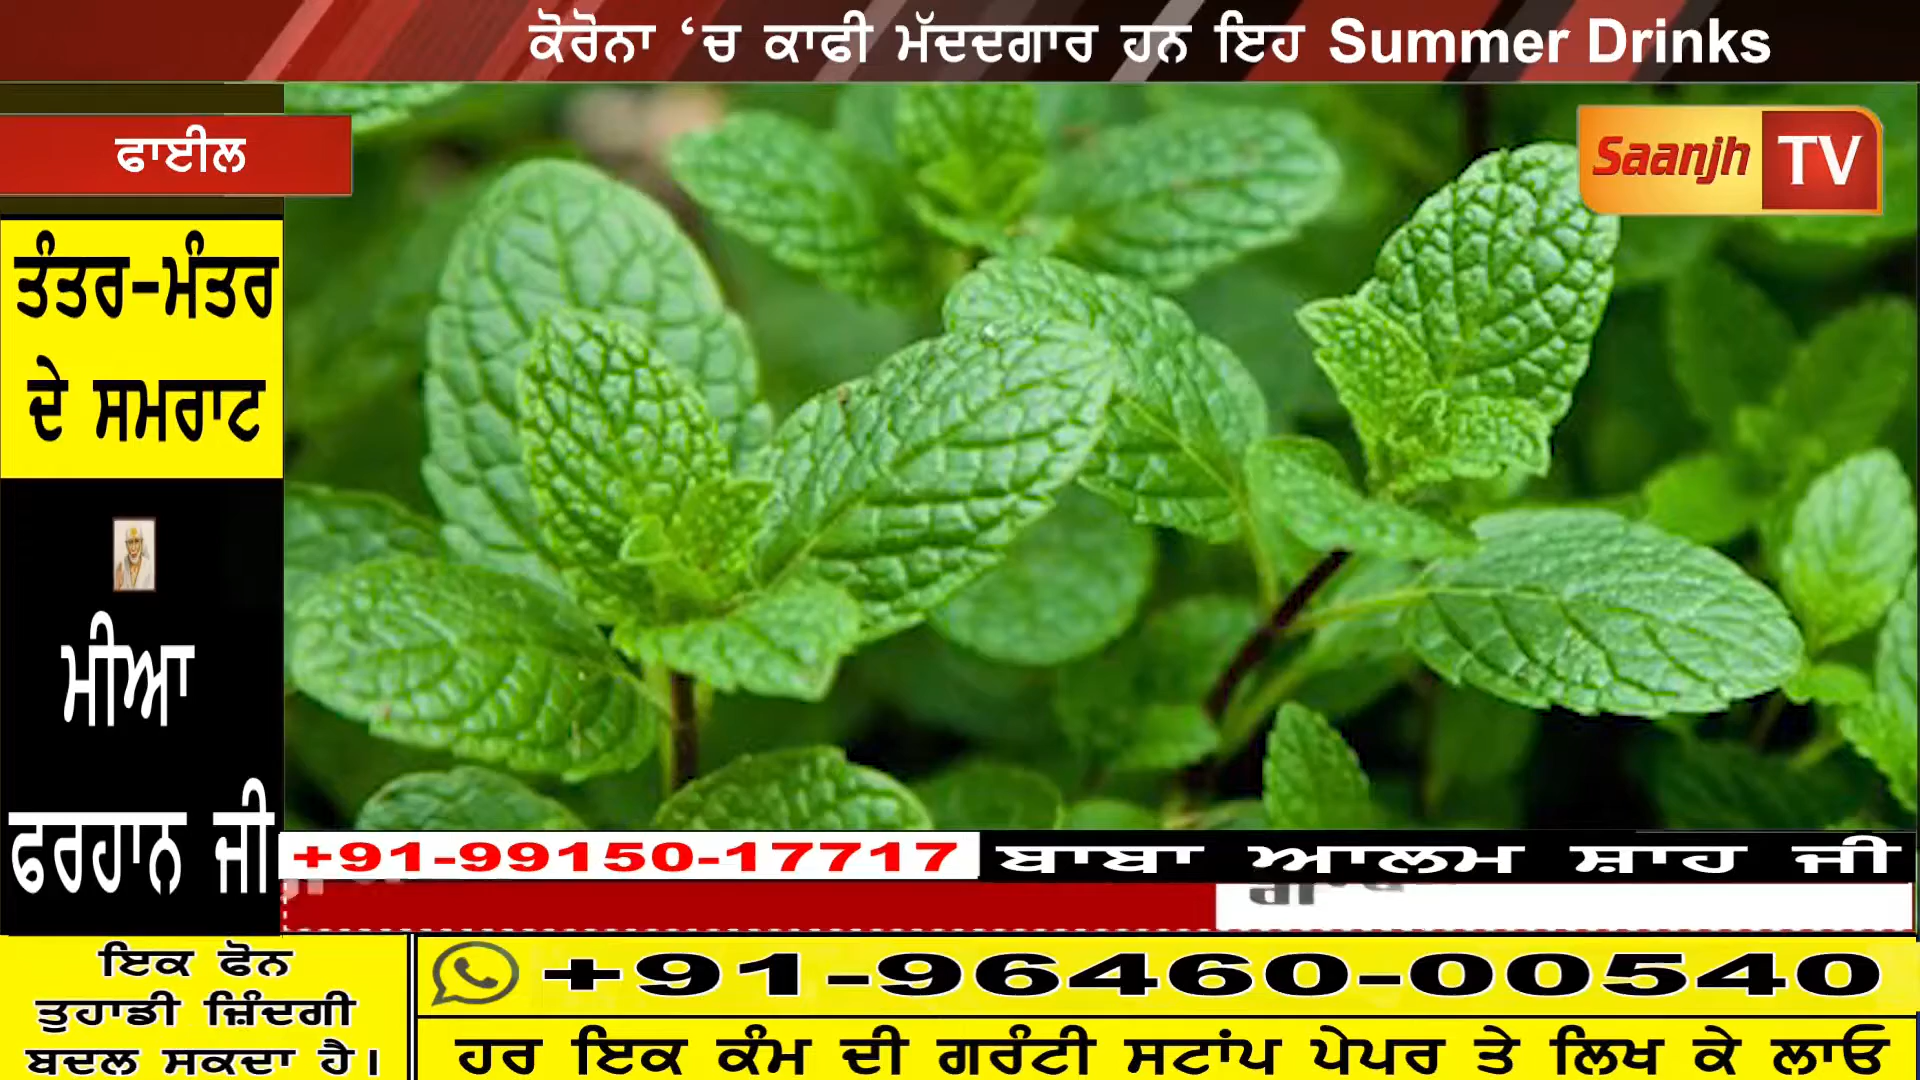 ਕੋਰੋਨਾ ‘ਚ ਕਾਫੀ ਮੱਦਦਗਾਰ ਹਨ ਇਹ Summer Drinks
ਫਾਈਲ
Saanjh TV
ਤੰਤਰ-ਮੰਤਰ
ਦੇ ਸਮਰਾਟ
ਮੀਆ
ਫਰਹਾਨ ਜੀ
+91-99150-17717
ਬਾਬਾ ਆਲਮ ਸ਼ਾਹ ਜੀ
ਇਕ ਫੋਨ
ਤੁਹਾਡੀ ਜ਼ਿੰਦਗੀ
ਬਦਲ ਸਕਦਾ ਹੈ।
+91-96460-00540
ਹਰ ਇਕ ਕੰਮ ਦੀ ਗਰੰਟੀ ਸਟਾਂਪ ਪੇਪਰ ਤੇ ਲਿਖ ਕੇ ਲਾਓ